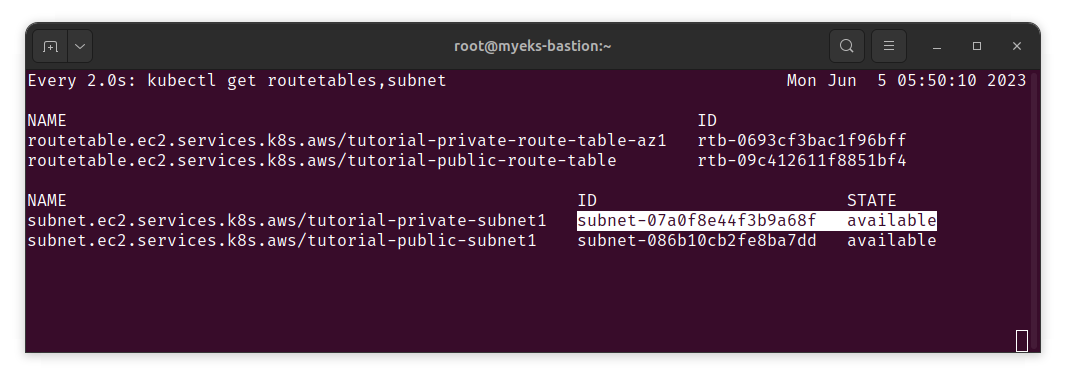 root@myeks-bastion:~
Every 2.0s: kubectl get routetables,subnet Mon Jun  5 05:50:10 2023
NAME ID
routetable.ec2.services.k8s.aws/tutorial-private-route-table-az1 rtb-0693cf3bac1f96bff
routetable.ec2.services.k8s.aws/tutorial-public-route-table rtb-09c412611f8851bf4
NAME ID STATE
subnet.ec2.services.k8s.aws/tutorial-private-subnet1 subnet-07a0f8e44f3b9a68f available
subnet.ec2.services.k8s.aws/tutorial-public-subnet1 subnet-086b10cb2fe8ba7dd available